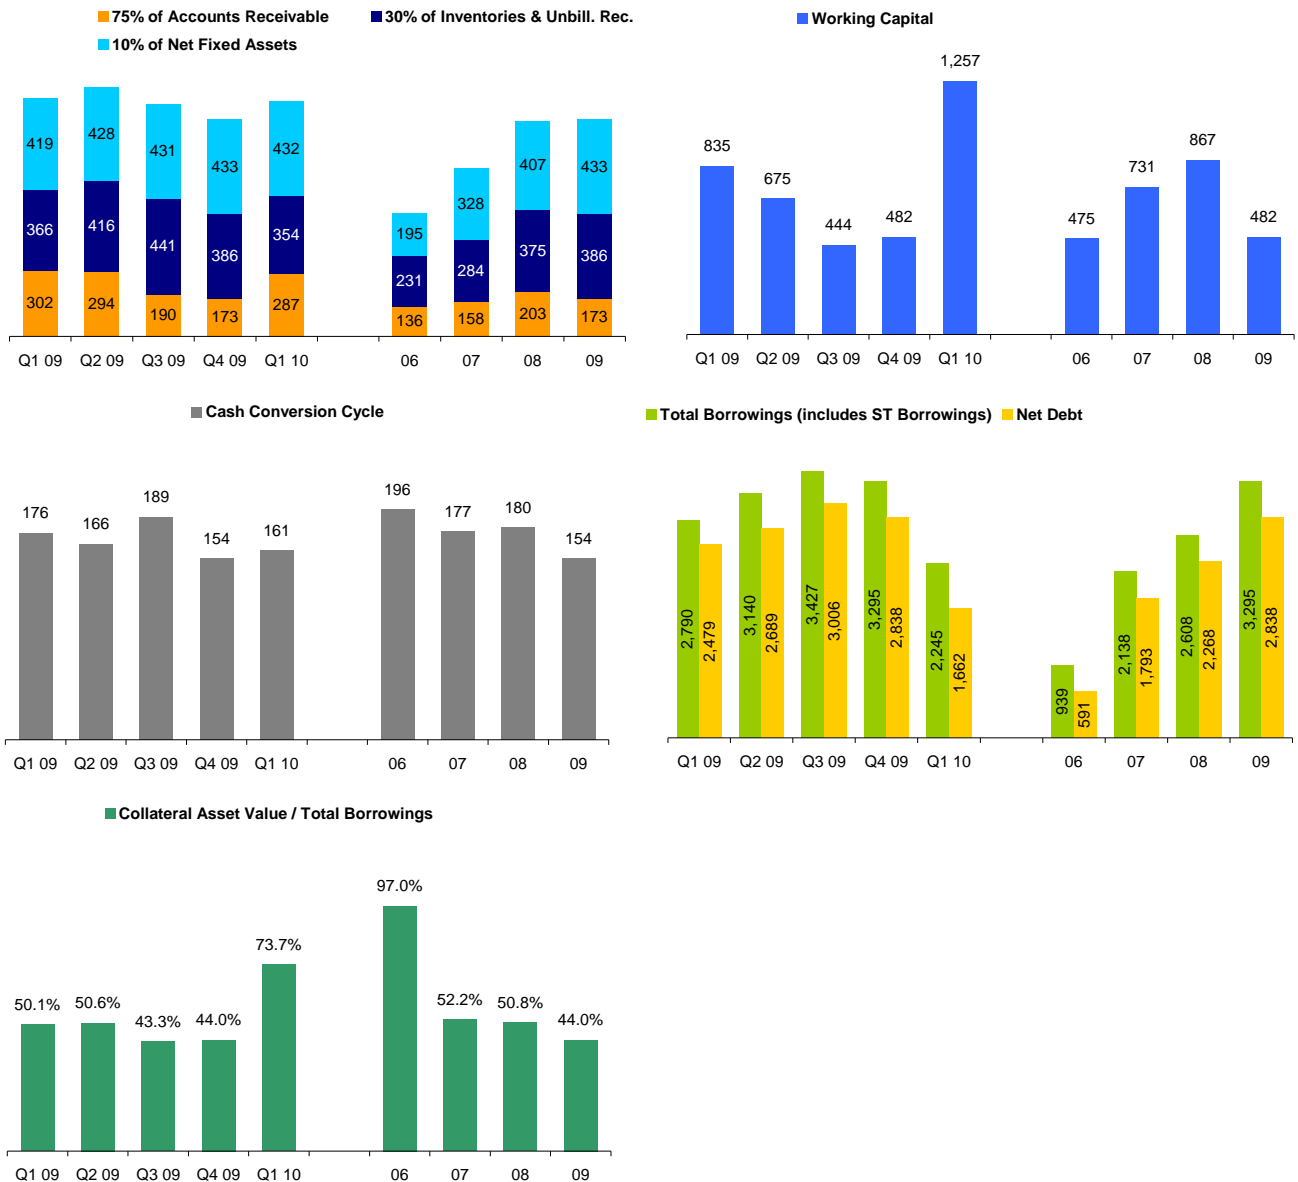 75% of Accounts Receivable 30% of Inventories & Unbill. Rec.
10% of Net Fixed Assets
419 428 431 433 432 195 328 407 433
366 416 441 386 354 231 284 375 386
302 294 190 173 287 136 158 203 173
Q1 09 Q2 09 Q3 09 Q4 09 Q1 10 06 07 08 09
Working Capital
835 675 444 482 1,257 475 731 867 482
Q1 09 Q2 09 Q3 09 Q4 09 Q1 10 06 07 08 09
Cash Conversion Cycle
176 166 189 154 161 196 177 180 154
Q1 09 Q2 09 Q3 09 Q4 09 Q1 10 06 07 08 09
Total Borrowings (includes ST Borrowings) Net Debt
2,790 2,479 3,140 2,689 3,427 3,006 3,295 2,838 2,245 1,662 939 591 2,138 1,793 2,608 2,268 3,295 2,838
Q1 09 Q2 09 Q3 09 Q4 09 Q1 10 06 07 08 09
Collateral Asset Value / Total Borrowings
50.1% 50.6% 43.3% 44.0% 73.7% 97.0% 52.2% 50.8% 44.0%
Q1 09 Q2 09 Q3 09 Q4 09 Q1 10 06 07 08 09